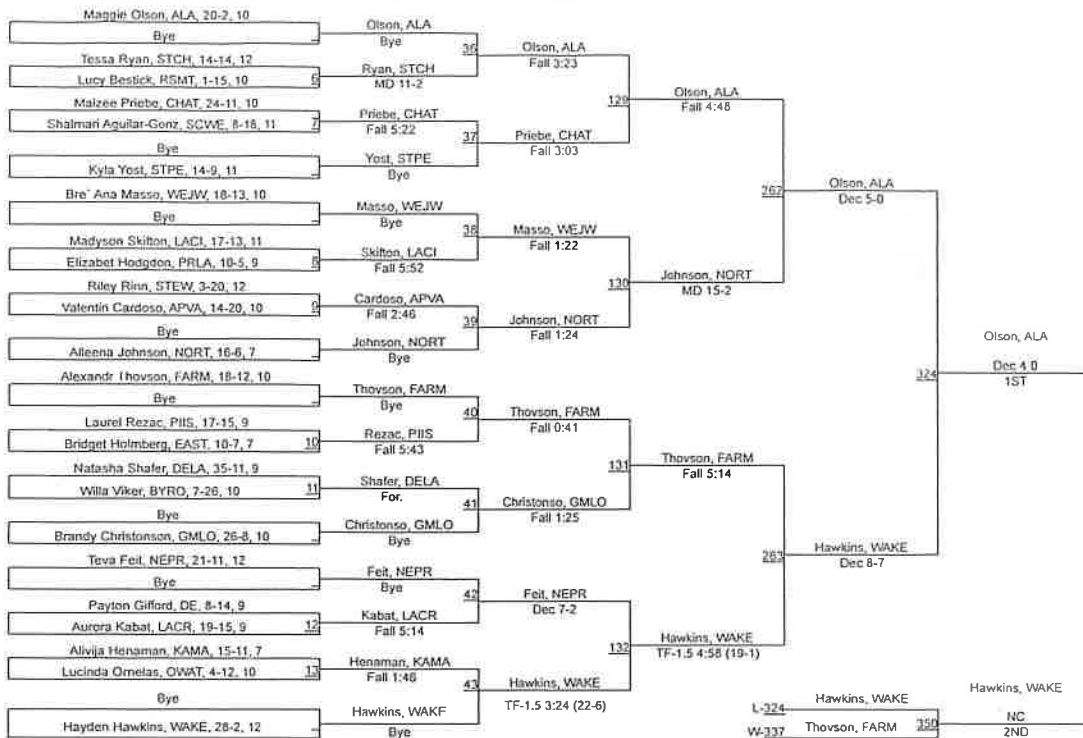 Maggie Olson, ALA, 20-2, 10
Bye
Tessa Ryan, STCH, 14-14, 12
Lucy Bestick, RSMT, 1-15, 10
6
Maizee Priebe, CHAT, 24-11, 10
Shalmari Aguilar-Gonz, SCWE, 8-18, 11
7
Bye
Kyla Yost, STPE, 14-9, 11
Bre` Ana Masso, WEJW, 18-13, 10
Bye
Madyson Skifton, LACI, 17-13, 11
Elizabet Hodgdon, PRLA, 10-5, 9
8
Riley Rinn, STEW, 3-20, 12
Valentin Cardoso, APVA, 14-20, 10
9
Bye
Alleena Johnson, NORT, 16-6, 7
Alexandr Thovson, FARM, 18-12, 10
Bye
Laurel Rezac, PIIS, 17-15, 9
Bridget Holmberg, EAST, 10-7, 7
10
Natasha Shafer, DELA, 35-11, 9
Willa Viker, BYRO, 7-26, 10
11
Bye
Brandy Christonson, GMLO, 26-8, 10
Teva Feit, NEPR, 21-11, 12
Bye
Payton Gifford, DE, 8-14, 9
Aurora Kabat, LACR, 19-15, 9
12
Alivija Henaman, KAMA, 15-11, 7
Lucinda Ornelas, OWAT, 4-12, 10
13
Bye
Hayden Hawkins, WAKE, 28-2, 12
Olson, ALA
Bye
36
Ryan, STCH
MD 11-2
Priebe, CHAT
Fall 5:22
37
Yost, STPE
Bye
Masso, WEJW
Bye
38
Skifton, LACI
Fall 5:52
Cardoso, APVA
Fall 2:46
39
Johnson, NORT
Bye
Thovson, FARM
Bye
40
Rezac, PIIS
Fall 5:43
Shafer, DELA
For.
41
Christonso, GMLO
Bye
Feit, NEPR
Bye
42
Kabat, LACR
Fall 5:14
Henaman, KAMA
Fall 1:46
43
Hawkins, WAKE
Bye
Olson, ALA
Fall 3:23
129
Priebe, CHAT
Fall 3:03
Masso, WEJW
Fall 1:22
130
Johnson, NORT
Fall 1:24
Thovson, FARM
Fall 0:41
131
Christonso, GMLO
Fall 1:25
Feit, NEPR
Dec 7-2
132
Hawkins, WAKE
TF-1.5 3:24 (22-6)
Olson, ALA
Fall 4:48
262
Johnson, NORT
MD 15-2
Thovson, FARM
Fall 5:14
263
Hawkins, WAKE
TF-1.5 4:58 (19-1)
Olson, ALA
Dec 5-0
324
Hawkins, WAKE
Dec 8-7
Olson, ALA
Dec 4-0
1ST
L-324
Hawkins, WAKE
W-337
Thovson, FARM
350
Hawkins, WAKE
NC
2ND